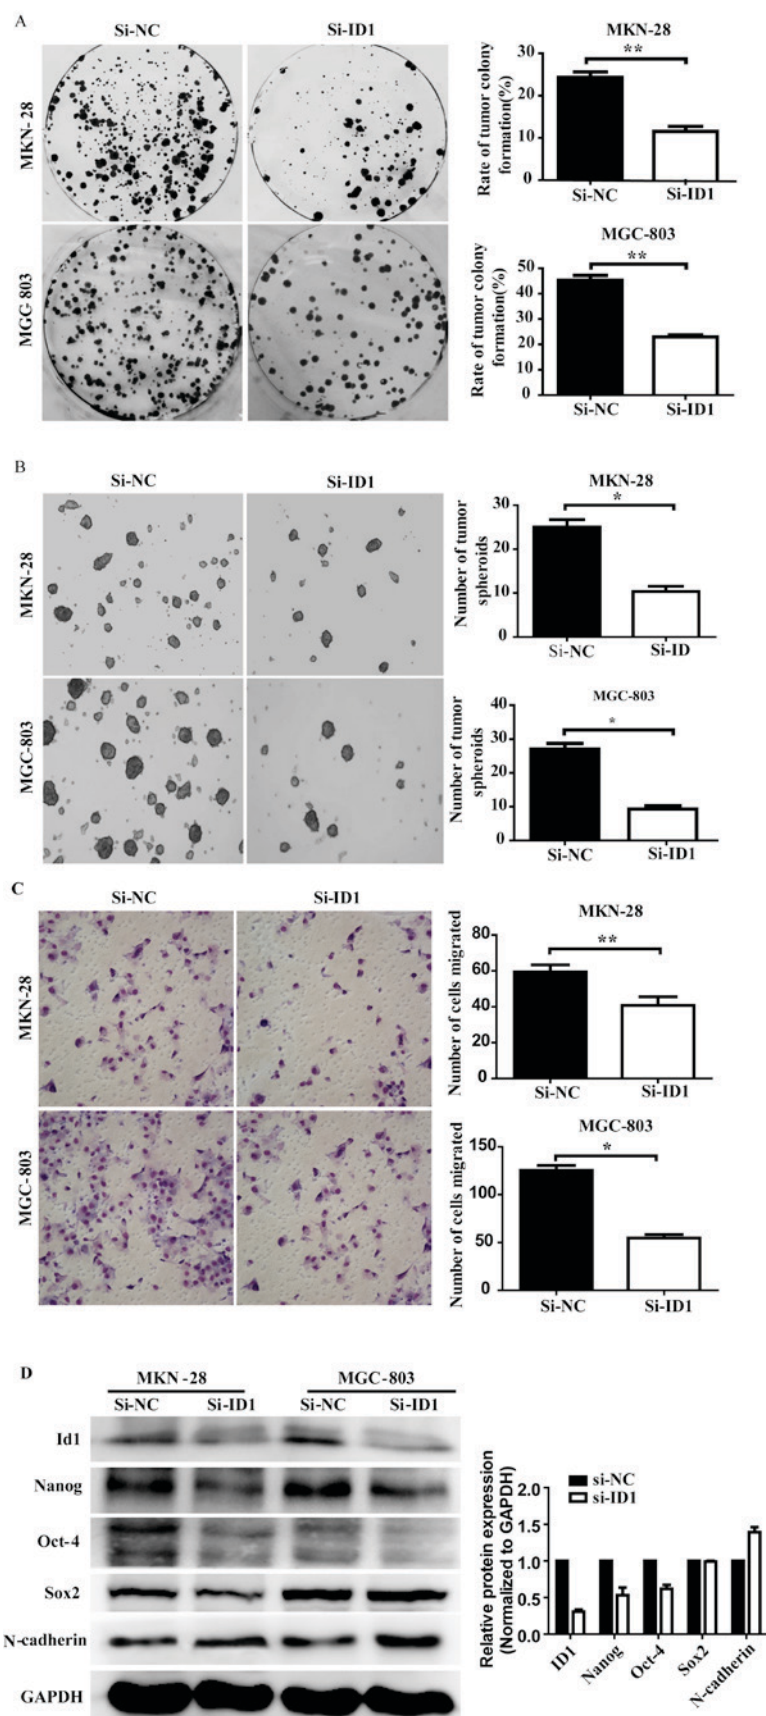 A
Si-NC Si-ID1
MKN-28
MGG 803
MKN-28
Rate of tumor colony
formation(%)
30
20
10
0
**
Si-NC Si-ID1
MGC-803
Rate of tumor colony
formation(%)
50
40
30
20
10
0
**
Si-NC Si-ID1
B
Si-NC Si-ID1
MKN-28
MGC-803
MKN-28
Number of tumor
spheroids
30
20
10
0
*
Si-NC Si-ID
MGC-803
Number of tumor
spheroids
40
30
20
10
0
*
Si-NC Si-ID1
C
Si-NC Si-ID1
MKN-28
MGC-803
MKN-28
Number of cells migrated
80
60
40
20
0
**
Si-NC Si-ID1
MGC-803
Number of cells migrated
150
100
50
0
*
Si-NC Si-ID1
D
MKN-28 MGC-803
Si-NC Si-ID1 Si-NC Si-ID1
Id1
Nanog
Oct-4
Sox2
N-cadherin
GAPDH
Relative protein expression
(Normalized to GAPDH)
2.0
1.5
1.0
0.5
0
si-NC
si-ID1
ID1
Nanog
Oct-4
Sox2
N-cadherin